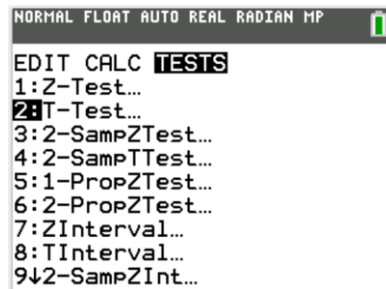 NORMAL FLOAT AUTO REAL RADIAN MP
EDIT CALC TESTS
1:Z-Test…
2:T-Test…
3:2-SampZTest…
4:2-SampTTest…
5:1-PropZTest…
6:2-PropZTest…
7:ZInterval…
8:TInterval…
9↓2-SampZInt…